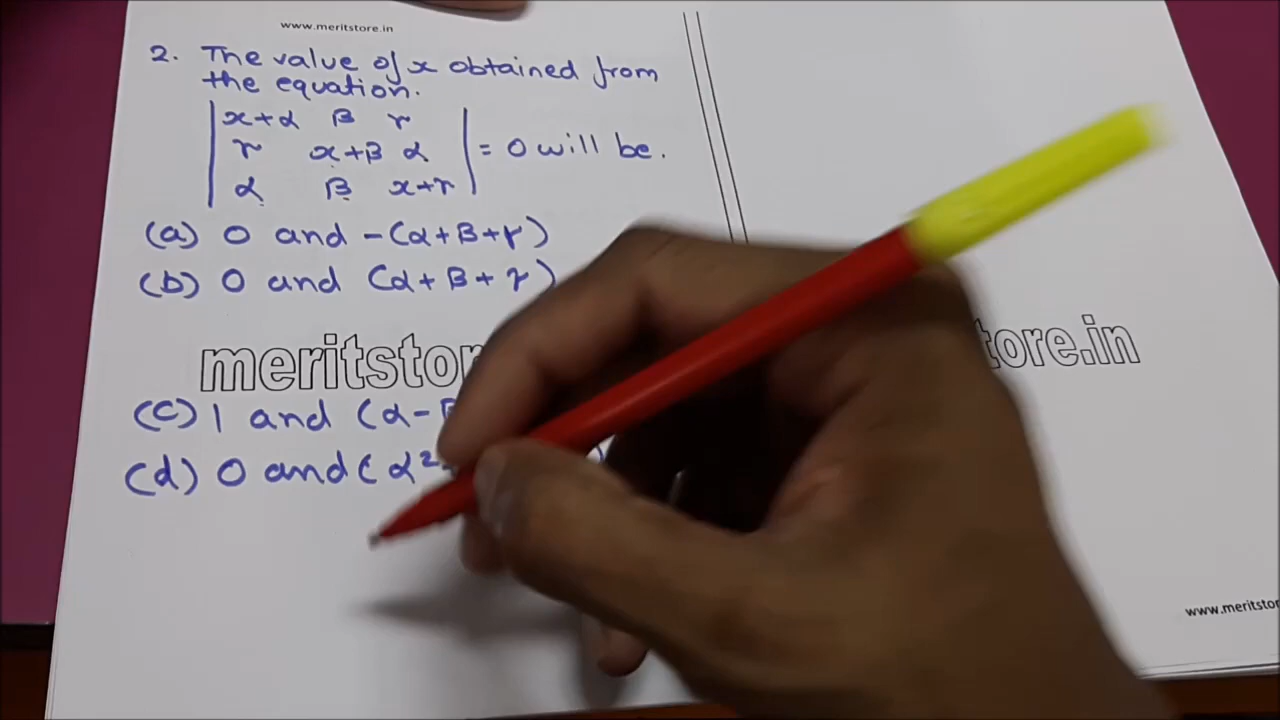 www.meritstore.in
2. The value of x obtained from
the equation.
x+α β r
r x+β α = 0 will be.
α β x+r
(a) 0 and -(α+β+r)
(b) 0 and (α+β+r)
meritstor
store.in
(c) 1 and (α-β
(d) 0 and (α²
www.meritstor